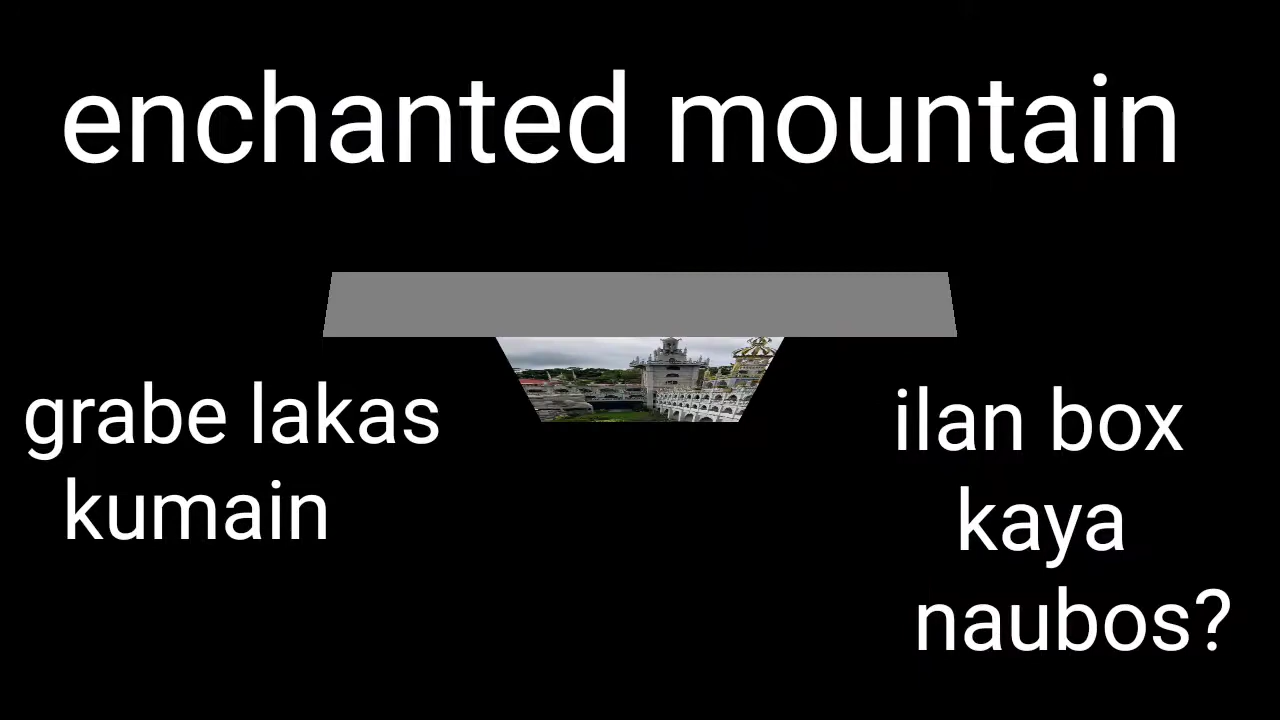 enchanted mountain
grabe lakas
kumain
ilan box
kaya
naubos?